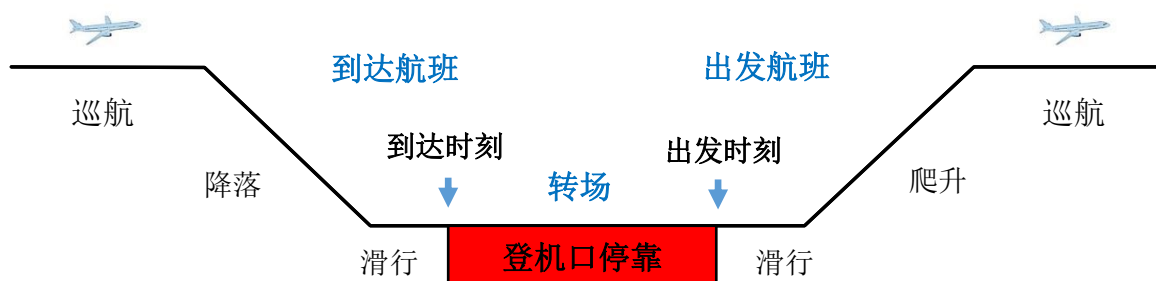 到达航班 出发航班
巡航 巡航
到达时刻 出发时刻
降落 转场 爬升
滑行 登机口停靠 滑行